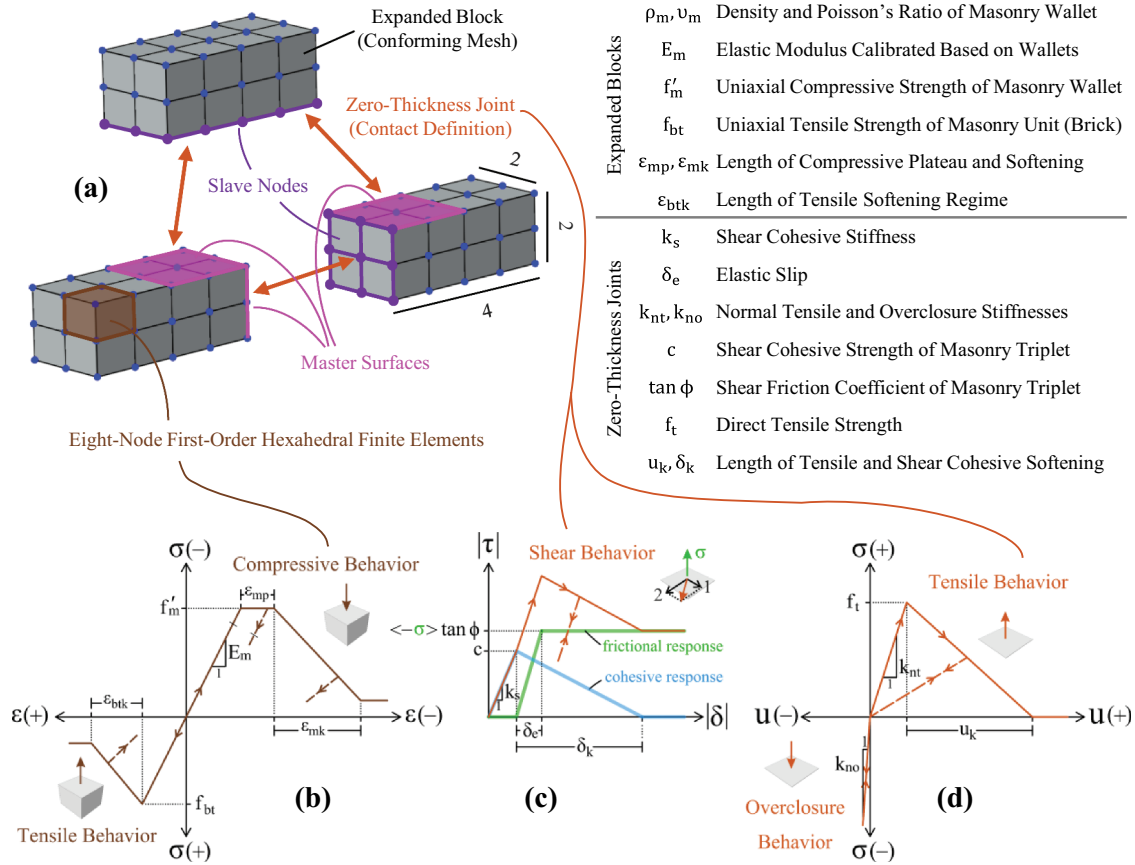 Expanded Block
(Conforming Mesh)
Zero-Thickness Joint
(Contact Definition)
(a)
Slave Nodes
2
2
4
Master Surfaces
Eight-Node First-Order Hexahedral Finite Elements
Expanded Blocks
ρm, υm Density and Poisson’s Ratio of Masonry Wallet
Em Elastic Modulus Calibrated Based on Wallets
f′m Uniaxial Compressive Strength of Masonry Wallet
fbt Uniaxial Tensile Strength of Masonry Unit (Brick)
εmp, εmk Length of Compressive Plateau and Softening
εbtk Length of Tensile Softening Regime
Zero-Thickness Joints
ks Shear Cohesive Stiffness
δe Elastic Slip
knt, kno Normal Tensile and Overclosure Stiffnesses
c Shear Cohesive Strength of Masonry Triplet
tan ϕ Shear Friction Coefficient of Masonry Triplet
ft Direct Tensile Strength
uk, δk Length of Tensile and Shear Cohesive Softening
σ(−)
Compressive Behavior
εmp
f′m
Em
1
εbtk
ε(+)
ε(−)
εmk
fbt
Tensile Behavior
σ(+)
(b)
|τ|
Shear Behavior
σ
2
1
<−σ> tan ϕ
frictional response
c
cohesive response
ks
1
|δ|
δe
δk
(c)
σ(+)
Tensile Behavior
ft
knt
1
u(−)
u(+)
uk
1
kno
Overclosure
Behavior
σ(−)
(d)